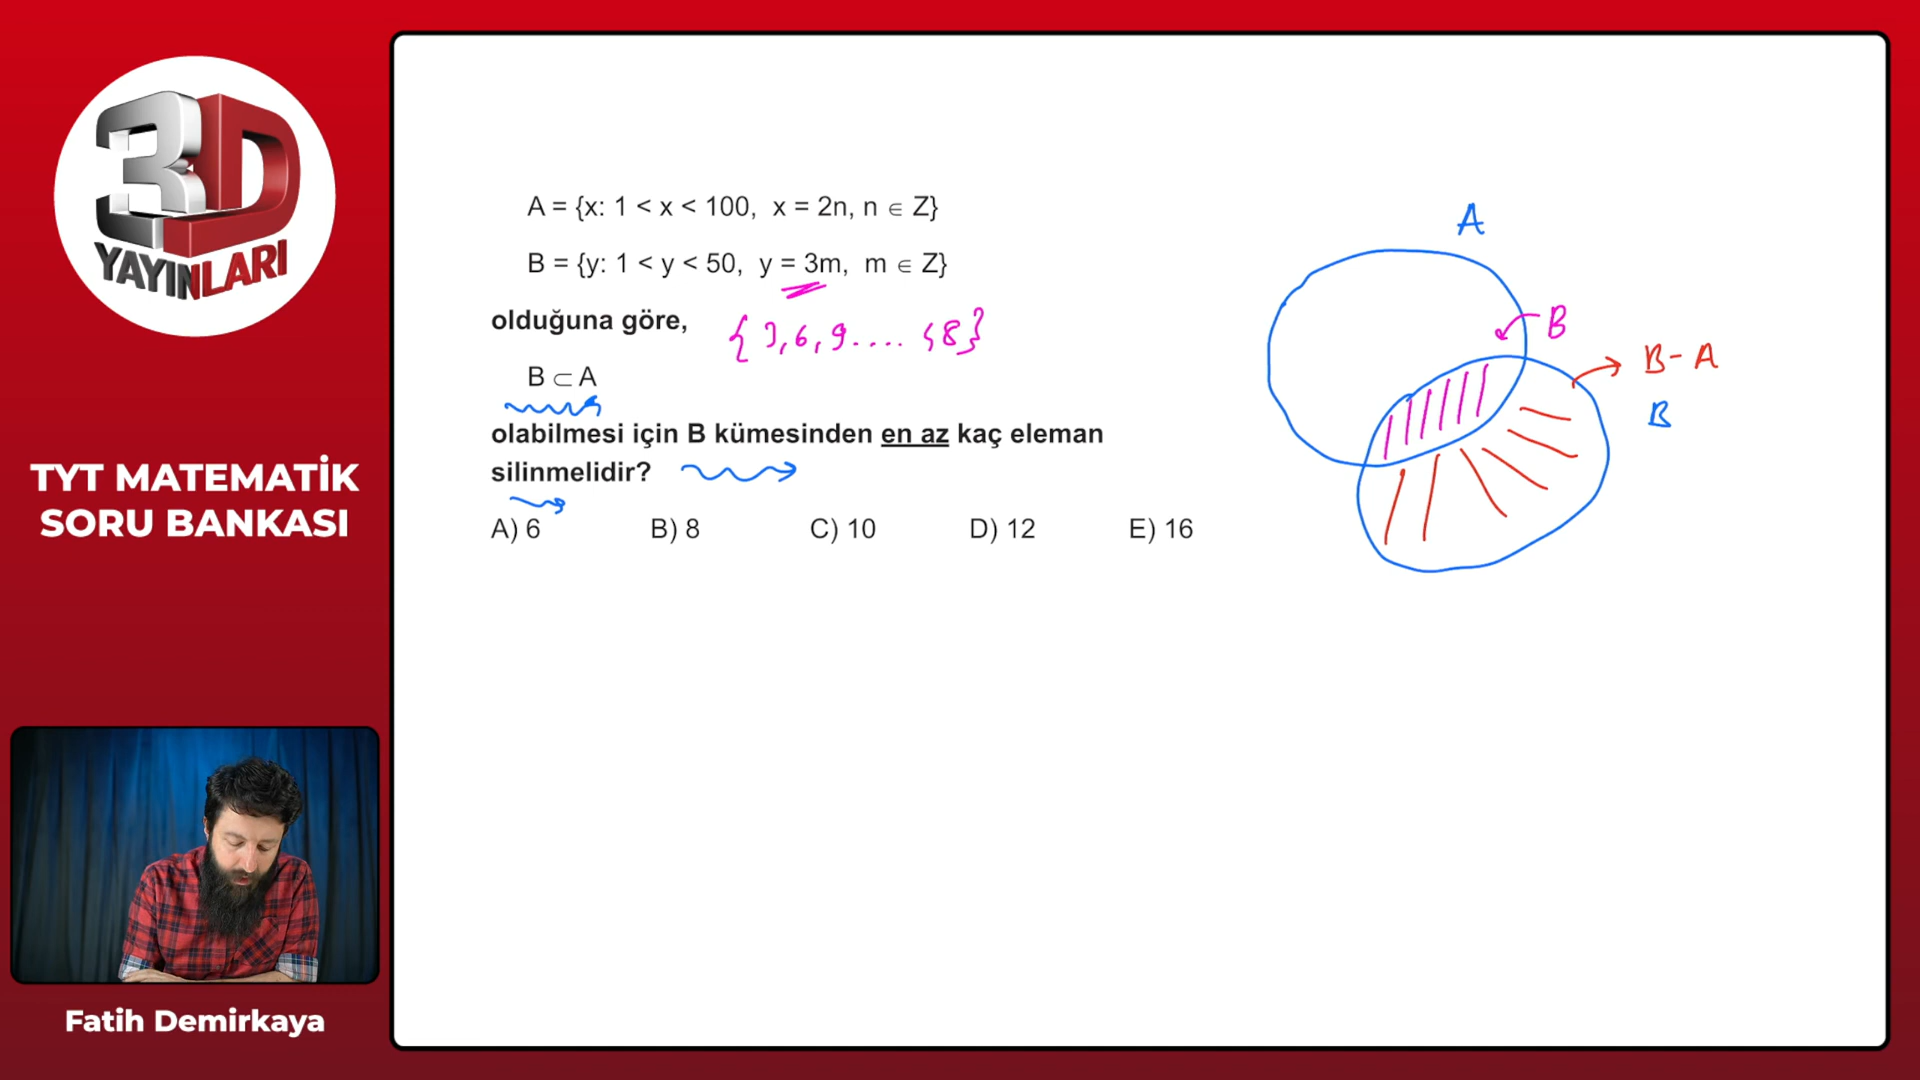 3D
YAYINLARI
TYT MATEMATİK
SORU BANKASI
Fatih Demirkaya
A = {x: 1 < x < 100, x = 2n, n ∈ Z}
B = {y: 1 < y < 50, y = 3m, m ∈ Z}
olduğuna göre,
{3, 6, 9 .... 48}
B ⊂ A
olabilmesi için B kümesinden en az kaç eleman
silinmelidir?
A) 6 B) 8 C) 10 D) 12 E) 16
A
B
B - A
B